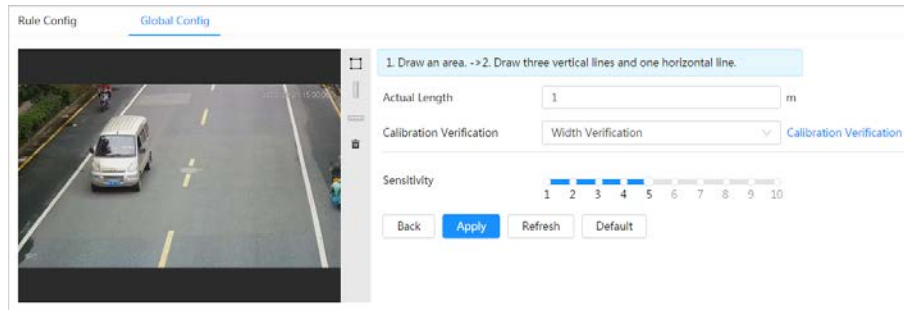 Rule Config
Global Config
1. Draw an area. ->2. Draw three vertical lines and one horizontal line.
Actual Length
1
m
Calibration Verification
Width Verification
Calibration Verification
Sensitivity
1 2 3 4 5 6 7 8 9 10
Back
Apply
Refresh
Default